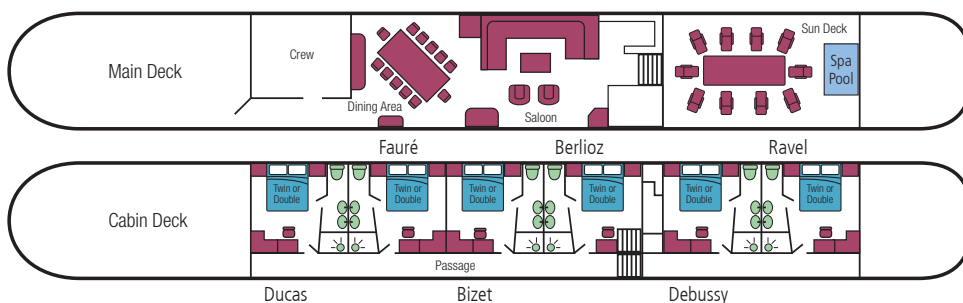 Main Deck
Crew
Dining Area
Saloon
Sun Deck
Spa
Pool
Fauré
Berlioz
Ravel
Cabin Deck
Twin or
Double
Twin or
Double
Twin or
Double
Twin or
Double
Twin or
Double
Twin or
Double
Passage
Ducas
Bizet
Debussy